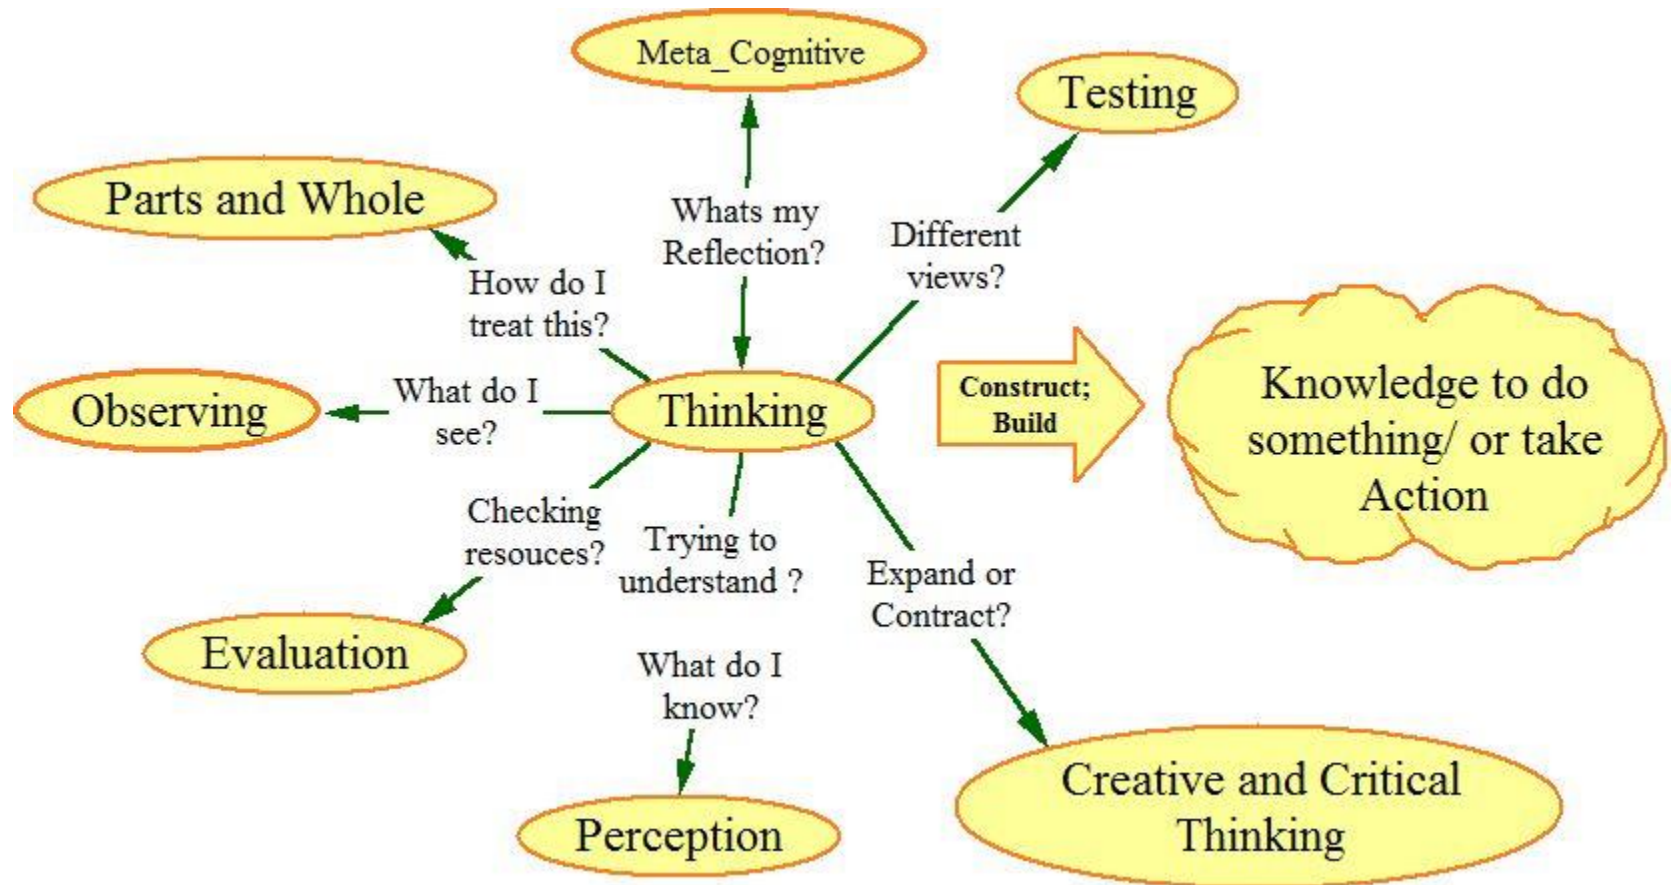 Meta_Cognitive
Testing
Parts and Whole
Whats my
Reflection?
Different
views?
How do I
treat this?
Observing
What do I
see?
Thinking
Construct;
Build
Knowledge to do
something/ or take
Action
Checking
resouces?
Trying to
understand ?
Expand or
Contract?
Evaluation
What do I
know?
Perception
Creative and Critical
Thinking